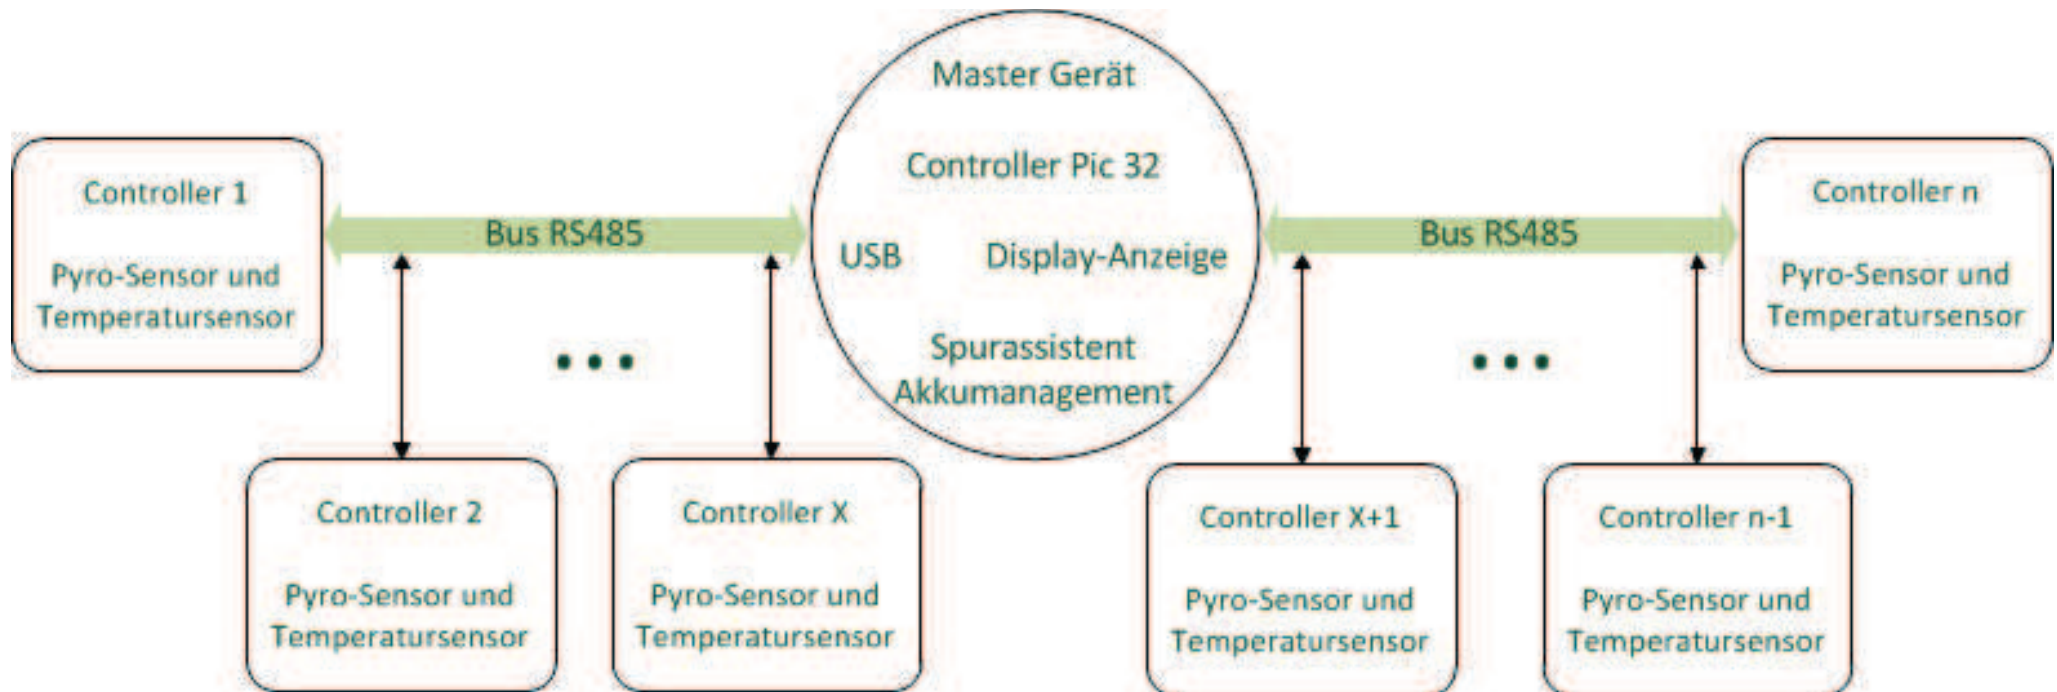 Master Gerät
Controller Pic 32
USB
Display-Anzeige
Spurassistent
Akkumanagement
Controller 1
Pyro-Sensor und
Temperatursensor
Bus RS485
Bus RS485
Controller n
Pyro-Sensor und
Temperatursensor
• • •
• • •
Controller 2
Pyro-Sensor und
Temperatursensor
Controller X
Pyro-Sensor und
Temperatursensor
Controller X+1
Pyro-Sensor und
Temperatursensor
Controller n-1
Pyro-Sensor und
Temperatursensor